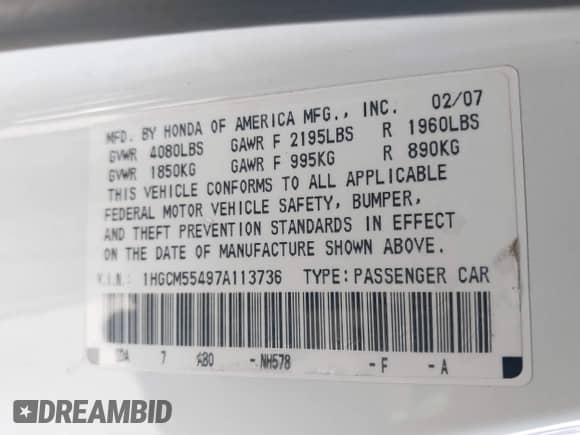 MFD. BY HONDA OF AMERICA MFG., INC. 02/07
GVWR 4080LBS GAWR F 2195LBS R 1960LBS
GVWR 1850KG GAWR F 995KG R 890KG
THIS VEHICLE CONFORMS TO ALL APPLICABLE
FEDERAL MOTOR VEHICLE SAFETY, BUMPER,
AND THEFT PREVENTION STANDARDS IN EFFECT
ON THE DATE OF MANUFACTURE SHOWN ABOVE.
V.I.N.: 1HGCM55497A113736 TYPE:PASSENGER CAR
7 AB0 -NH578 -F -A
DREAMBID